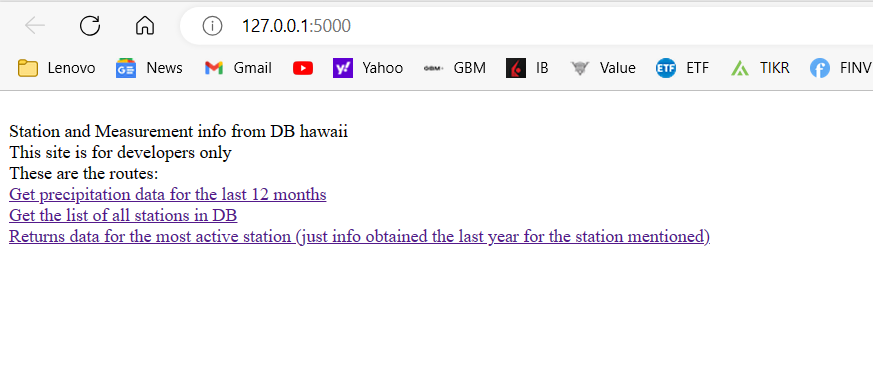 127.0.0.1:5000
Lenovo GE News Gmail Yahoo GBM GBM IB Value ETF ETF TIKR FINV
Station and Measurement info from DB hawaii
This site is for developers only
These are the routes:
Get precipitation data for the last 12 months
Get the list of all stations in DB
Returns data for the most active station (just info obtained the last year for the station mentioned)